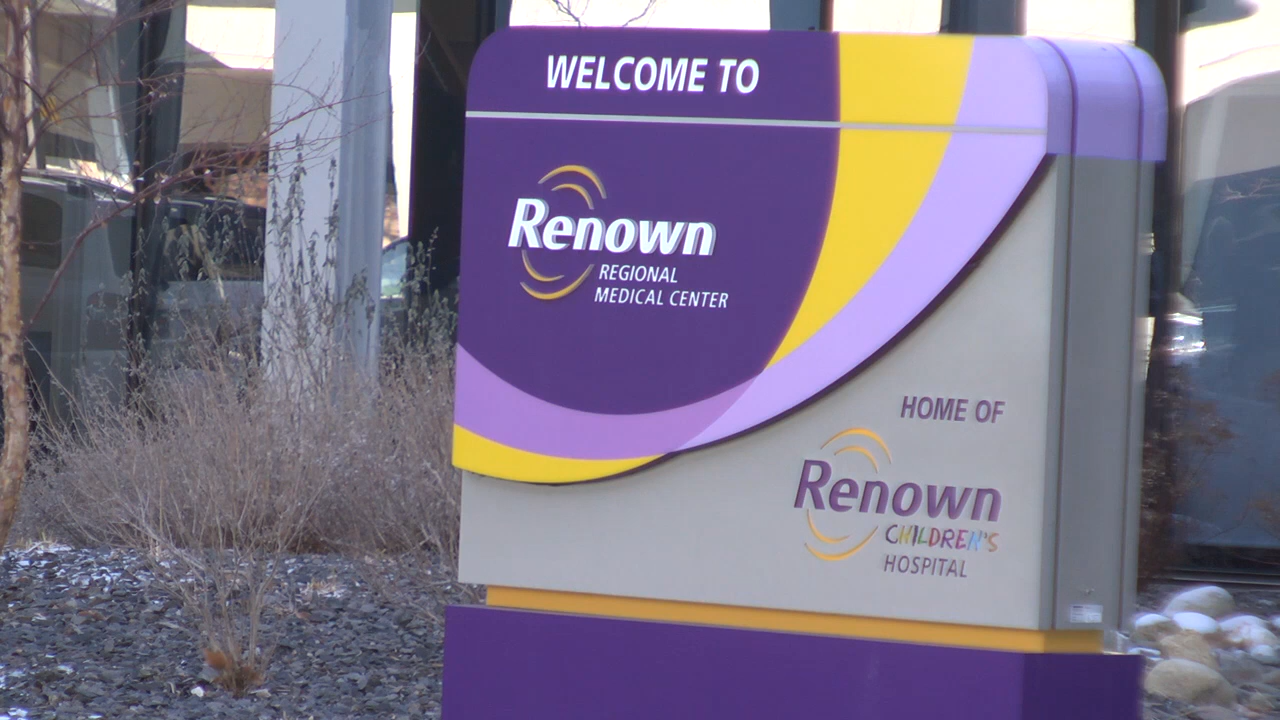 WELCOME TO
Renown
REGIONAL
MEDICAL CENTER
HOME OF
Renown
CHILDREN'S
HOSPITAL